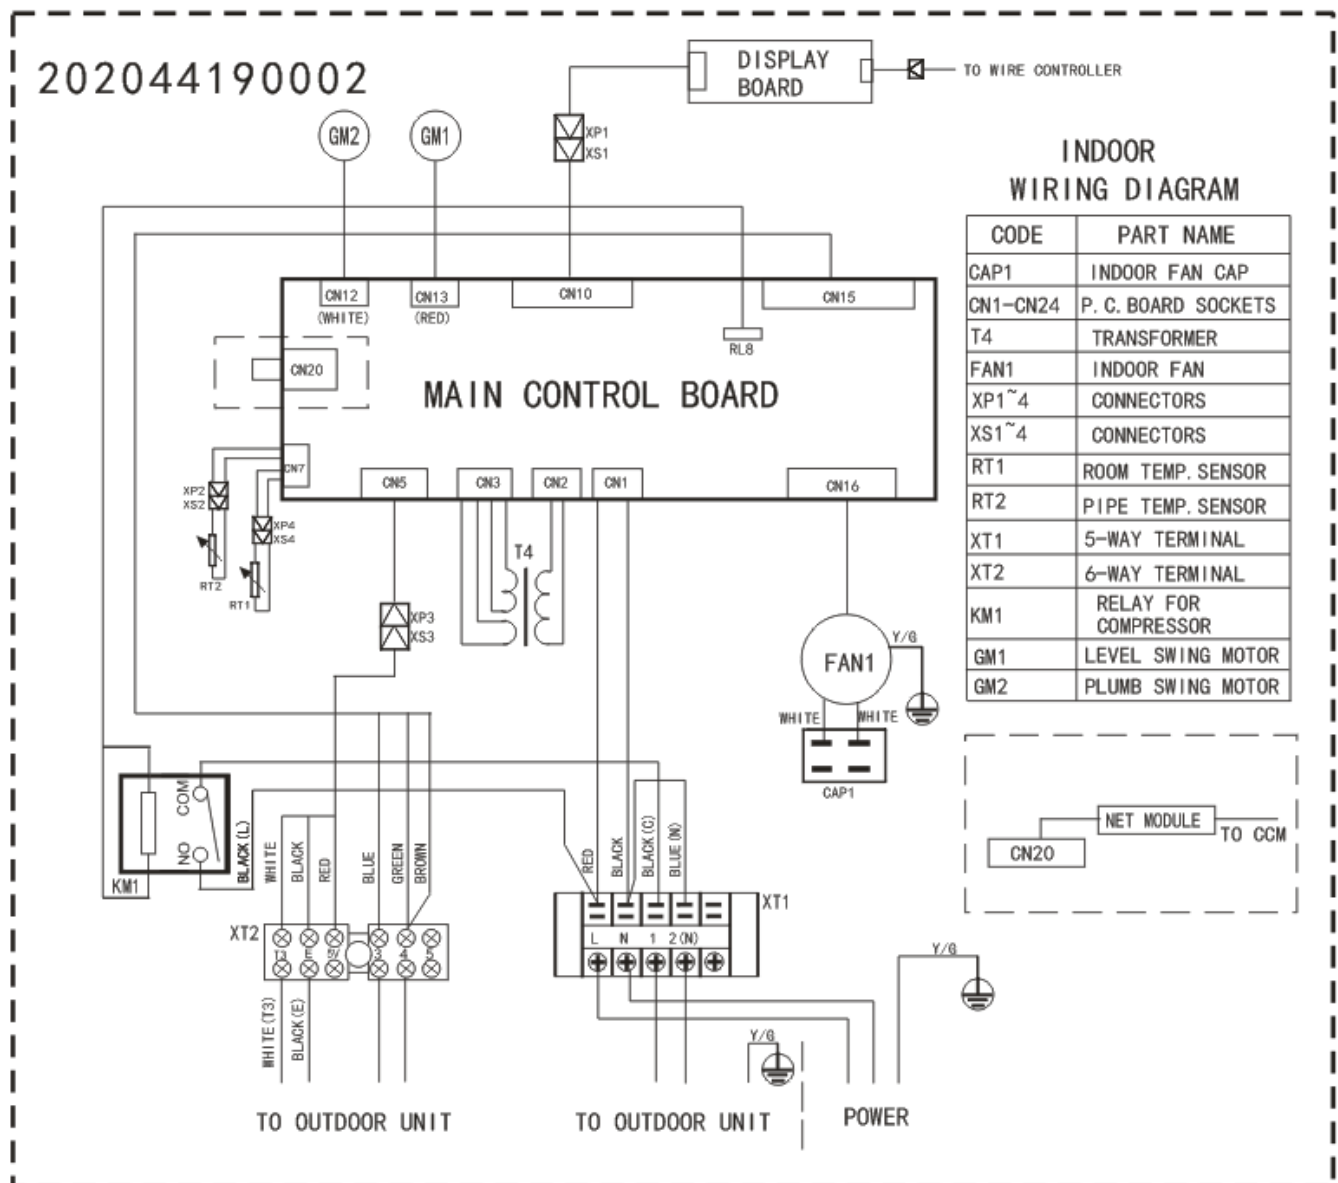 202044190002
DISPLAY
BOARD
TO WIRE CONTROLLER
GM2
GM1
XP1
XS1
INDOOR
WIRING DIAGRAM
CODE PART NAME
CAP1 INDOOR FAN CAP
CN1-CN24 P.C.BOARD SOCKETS
T4 TRANSFORMER
FAN1 INDOOR FAN
XP1~4 CONNECTORS
XS1~4 CONNECTORS
RT1 ROOM TEMP.SENSOR
RT2 PIPE TEMP.SENSOR
XT1 5-WAY TERMINAL
XT2 6-WAY TERMINAL
KM1 RELAY FOR
COMPRESSOR
GM1 LEVEL SWING MOTOR
GM2 PLUMB SWING MOTOR
CN12
(WHITE)
CN13
(RED)
CN10
CN15
RL8
CN20
MAIN CONTROL BOARD
CN7
CN5
CN3
CN2
CN1
CN16
XP2
XS2
XP4
XS4
RT2
RT1
T4
XP3
XS3
FAN1
Y/G
WHITE
WHITE
CAP1
COM
NO
KM1
BLACK(L)
WHITE
BLACK
RED
BLUE
GREEN
BROWN
RED
BLACK
BLACK(C)
BLUE(N)
NET MODULE
TO CCM
CN20
XT2
E
3
4
5
XT1
L N 1 2(N)
WHITE(T3)
BLACK(E)
Y/G
Y/G
TO OUTDOOR UNIT
TO OUTDOOR UNIT
POWER